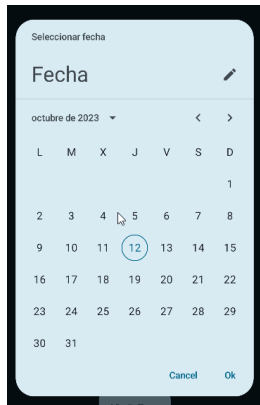 Seleccionar fecha
Fecha
octubre de 2023
L M X J V S D
1
2 3 4 5 6 7 8
9 10 11 12 13 14 15
16 17 18 19 20 21 22
23 24 25 26 27 28 29
30 31
Cancel Ok